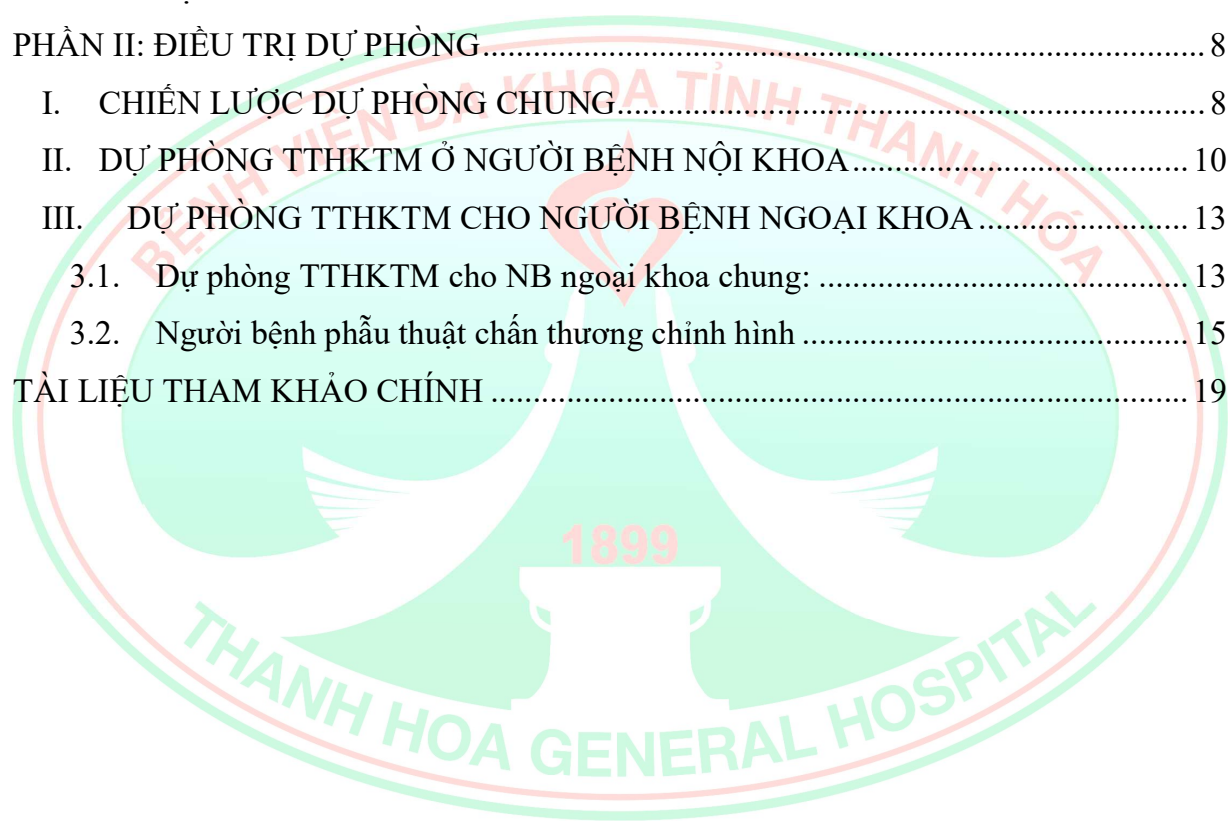 PHẦN II: ĐIỀU TRỊ DỰ PHÒNG 8
I. CHIẾN LƯỢC DỰ PHÒNG CHUNG 8
II. DỰ PHÒNG TTHKTM Ở NGƯỜI BỆNH NỘI KHOA 10
III. DỰ PHÒNG TTHKTM CHO NGƯỜI BỆNH NGOẠI KHOA 13
3.1. Dự phòng TTHKTM cho NB ngoại khoa chung: 13
3.2. Người bệnh phẫu thuật chấn thương chỉnh hình 15
TÀI LIỆU THAM KHẢO CHÍNH 19
BỆNH VIỆN ĐA KHOA TỈNH THANH HÓA
1899
THANH HOA GENERAL HOSPITAL